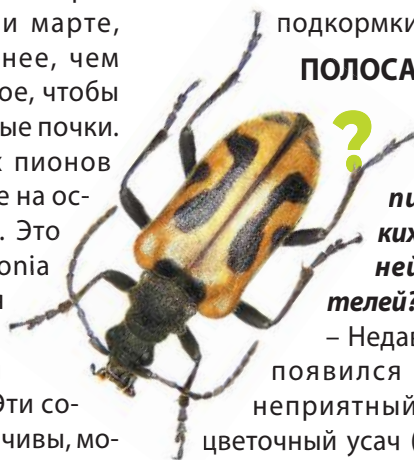 и марте,
нее, чем
ое, чтобы
ые почки.
х пионов
е на ос-
. Это
onia
Эти со-
чивы, мо-
подкормки
ПОЛОСА
?
пи
ких
ней
телей?
– Недав
появился
неприятный
цветочный усач (